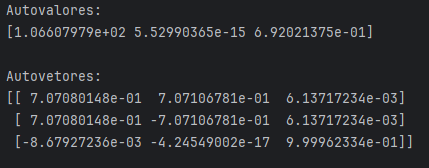 Autovalores:
[1.06607979e+02 5.52990365e-15 6.92021375e-01]
Autovetores:
[[ 7.07080148e-01  7.07106781e-01  6.13717234e-03]
 [ 7.07080148e-01 -7.07106781e-01  6.13717234e-03]
 [-8.67927236e-03 -4.24549002e-17  9.99962334e-01]]